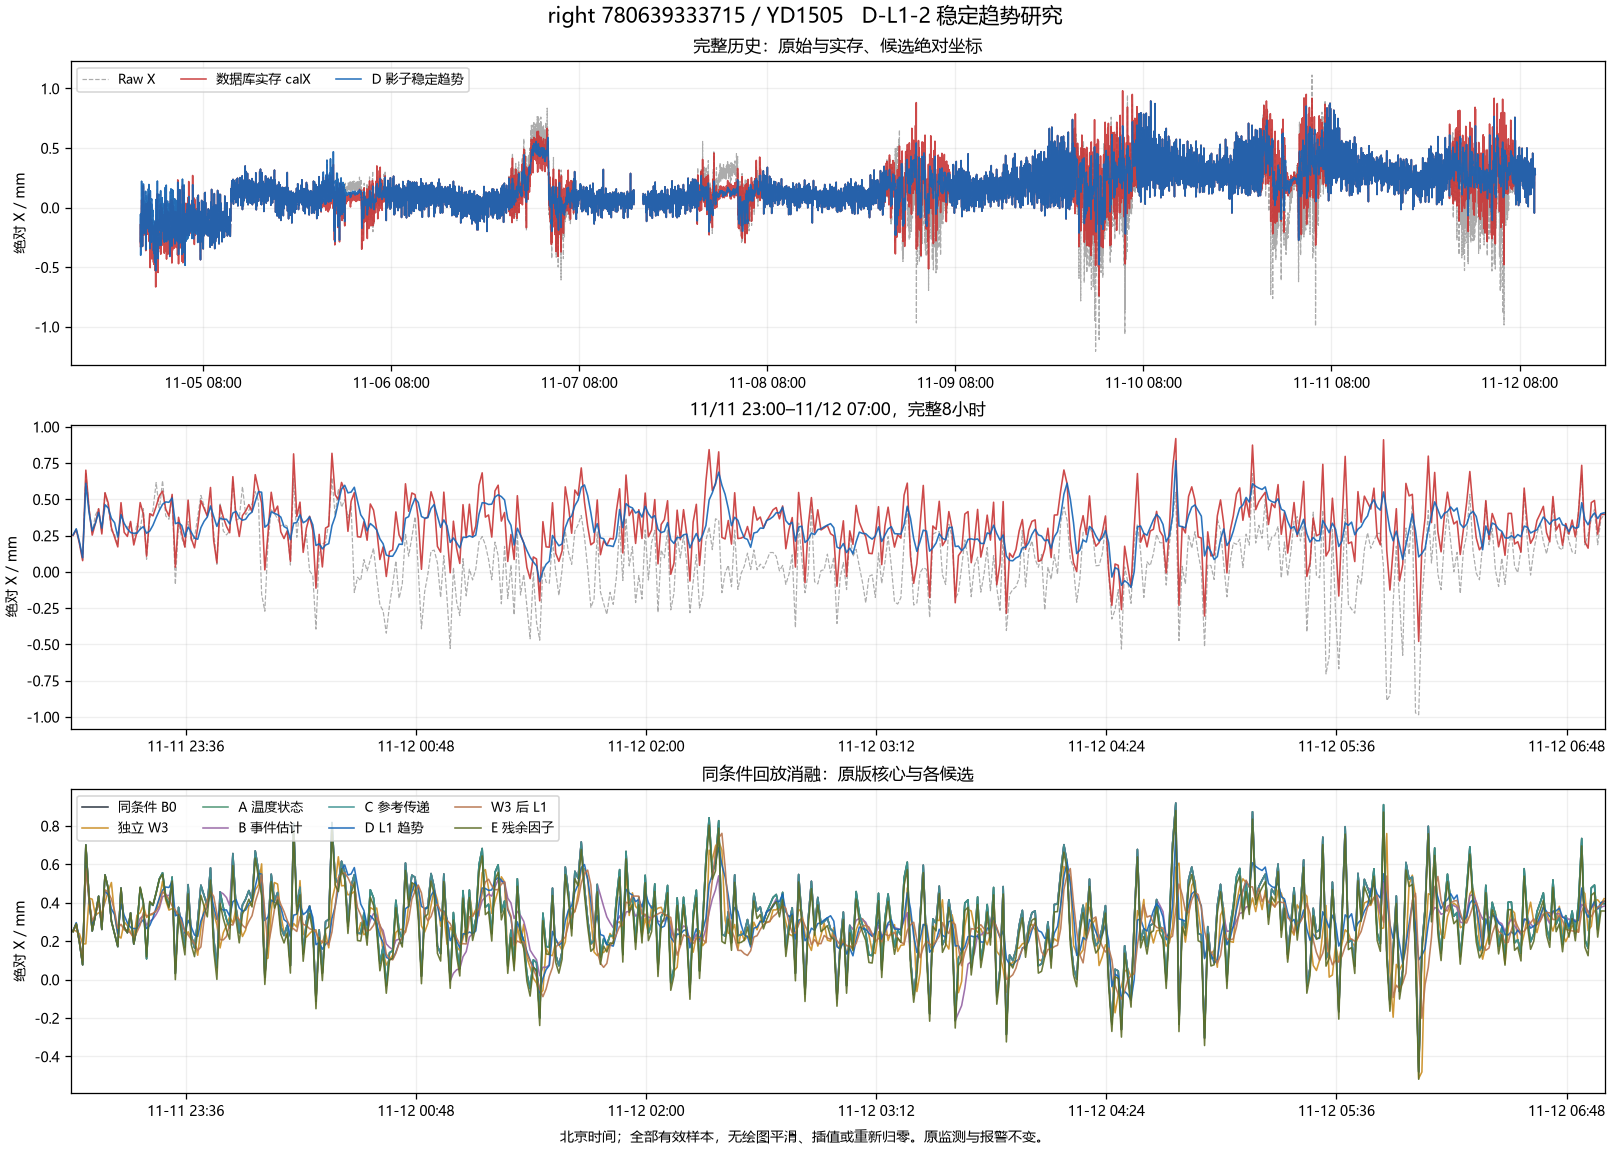 right 780639333715 / YD1505   D-L1-2 稳定趋势研究
完整历史：原始与实存、候选绝对坐标
Raw X
数据库实存 calX
D 影子稳定趋势
绝对 X / mm
1.0
0.5
0.0
-0.5
-1.0
11-05 08:00
11-06 08:00
11-07 08:00
11-08 08:00
11-09 08:00
11-10 08:00
11-11 08:00
11-12 08:00
11/11 23:00–11/12 07:00，完整8小时
绝对 X / mm
1.00
0.75
0.50
0.25
0.00
-0.25
-0.50
-0.75
-1.00
11-11 23:36
11-12 00:48
11-12 02:00
11-12 03:12
11-12 04:24
11-12 05:36
11-12 06:48
同条件回放消融：原版核心与各候选
同条件 B0
A 温度状态
C 参考传递
W3 后 L1
独立 W3
B 事件估计
D L1 趋势
E 残余因子
绝对 X / mm
0.8
0.6
0.4
0.2
0.0
-0.2
-0.4
11-11 23:36
11-12 00:48
11-12 02:00
11-12 03:12
11-12 04:24
11-12 05:36
11-12 06:48
北京时间；全部有效样本，无绘图平滑、插值或重新归零。原监测与报警不变。